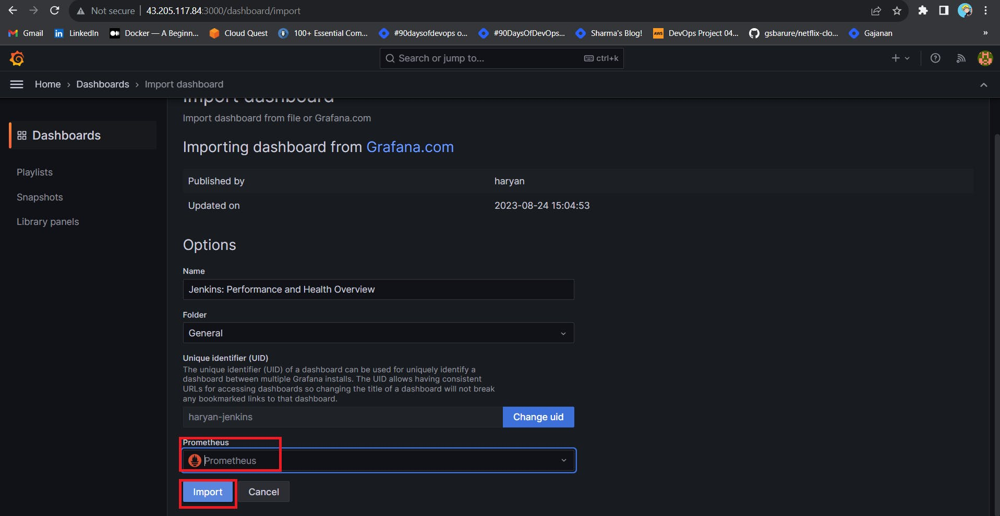 Not secure 43.205.117.84:3000/dashboard/import
Gmail LinkedIn Docker — A Beginn... Cloud Quest 100+ Essential Com... #90daysofdevops o... #90DaysOfDevOps... Sharma's Blog! aws DevOps Project 04... gsbarure/netflix-clo... Gajanan »
Search or jump to... ctrl+k
Home › Dashboards › Import dashboard
Import dashboard
Import dashboard from file or Grafana.com
Dashboards
Playlists
Snapshots
Library panels
Importing dashboard from Grafana.com
Published by haryan
Updated on 2023-08-24 15:04:53
Options
Name
Jenkins: Performance and Health Overview
Folder
General
Unique identifier (UID)
The unique identifier (UID) of a dashboard can be used for uniquely identify a
dashboard between multiple Grafana installs. The UID allows having consistent
URLs for accessing dashboards so changing the title of a dashboard will not break
any bookmarked links to that dashboard.
haryan-jenkins Change uid
Prometheus
Prometheus
Import Cancel